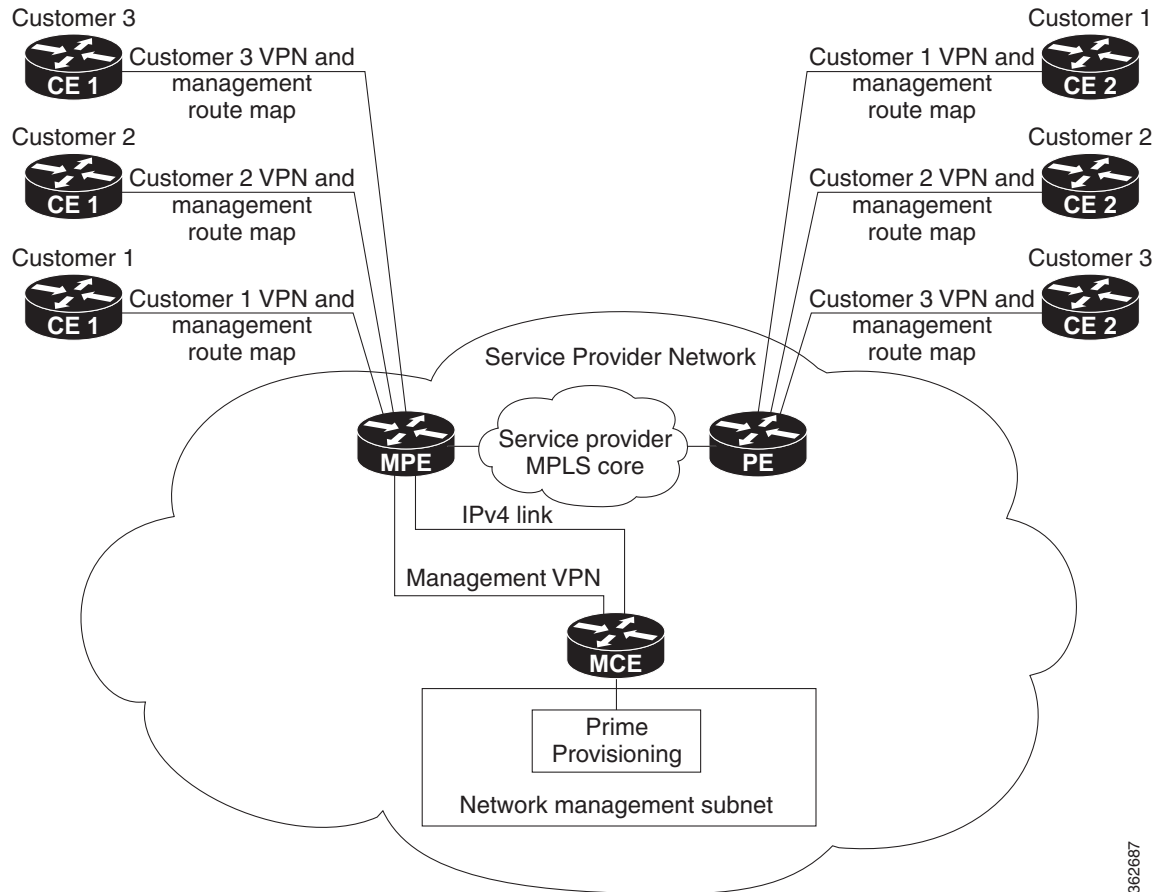 Customer 3
CE 1
Customer 3 VPN and
management
route map
Customer 2
CE 1
Customer 2 VPN and
management
route map
Customer 1
CE 1
Customer 1 VPN and
management
route map
Customer 1
CE 2
Customer 1 VPN and
management
route map
Customer 2
CE 2
Customer 2 VPN and
management
route map
Customer 3
CE 2
Customer 3 VPN and
management
route map
Service Provider Network
MPE
Service provider
MPLS core
PE
IPv4 link
Management VPN
MCE
Prime
Provisioning
Network management subnet
362687